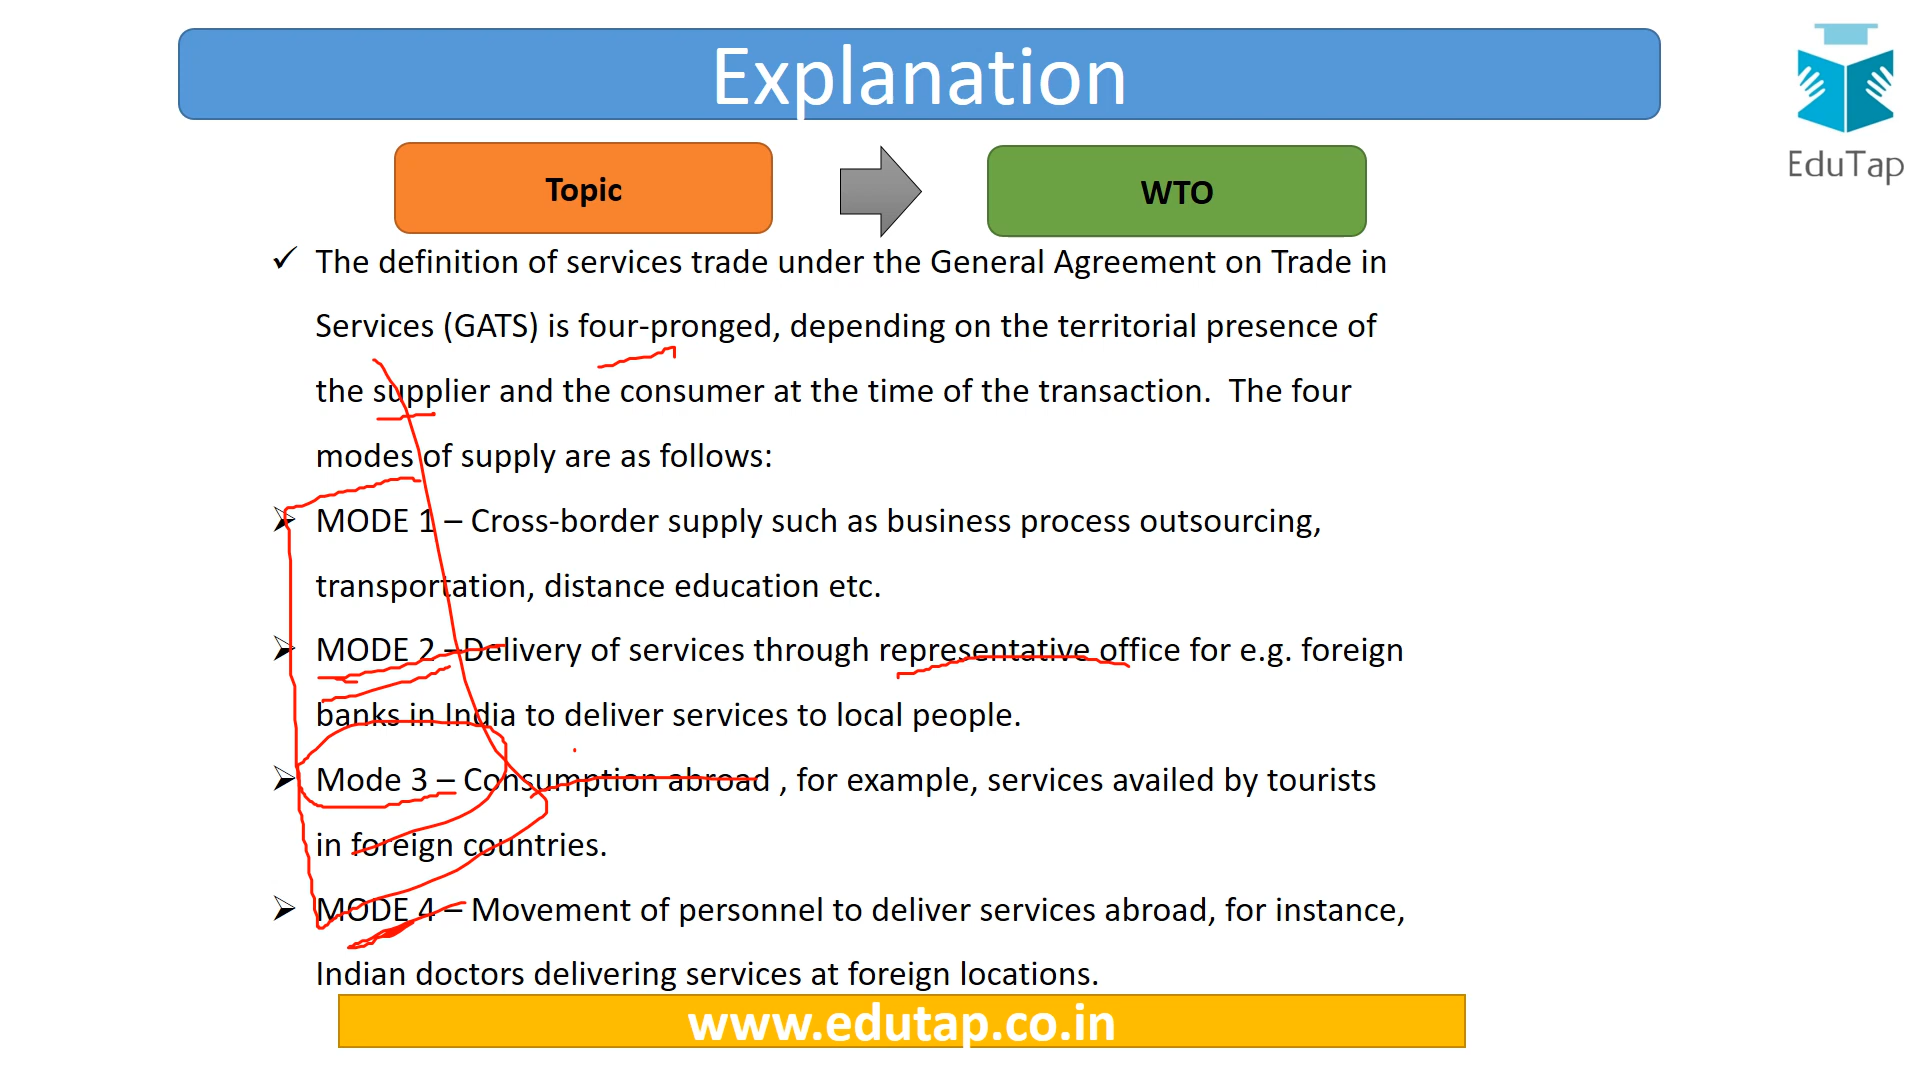 Explanation
EduTap
Topic
WTO
The definition of services trade under the General Agreement on Trade in
Services (GATS) is four-pronged, depending on the territorial presence of
the supplier and the consumer at the time of the transaction. The four
modes of supply are as follows:
MODE 1 – Cross-border supply such as business process outsourcing,
transportation, distance education etc.
MODE 2 –Delivery of services through representative office for e.g. foreign
banks in India to deliver services to local people.
Mode 3 – Consumption abroad , for example, services availed by tourists
in foreign countries.
MODE 4 – Movement of personnel to deliver services abroad, for instance,
Indian doctors delivering services at foreign locations.
www.edutap.co.in